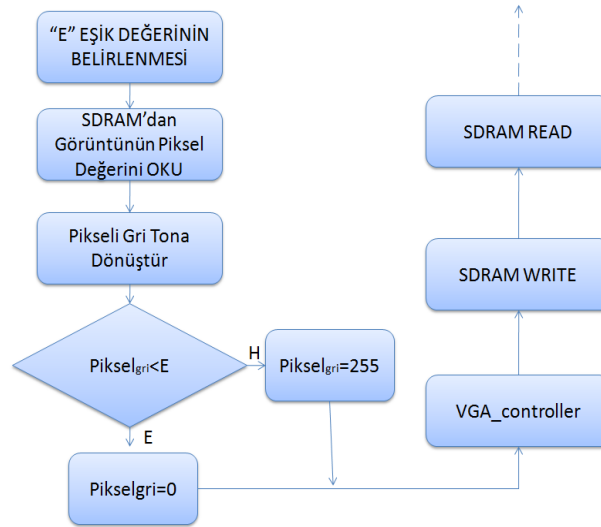 “E” EŞİK DEĞERİNİN
BELİRLENMESİ
SDRAM’dan
Görüntünün Piksel
Değerini OKU
Pikseli Gri Tona
Dönüştür
Pikselgri<E
H
Pikselgri=255
E
Pikselgri=0
VGA_controller
SDRAM WRITE
SDRAM READ